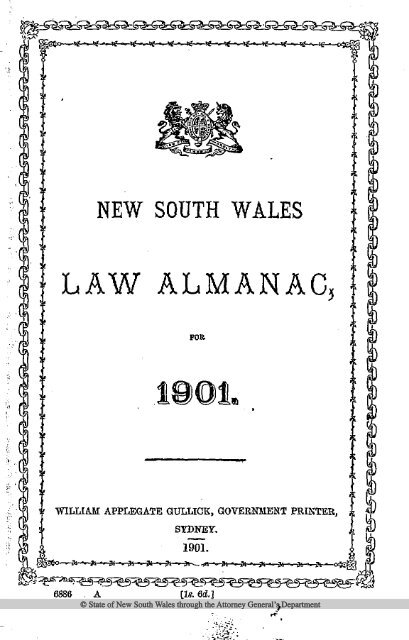 NEW SOUTH WALES
LAW ALMANAC,
FOR
1901.
WILLIAM APPLEGATE GULLICK, GOVERNMENT PRINTER,
SYDNEY.
1901.
6886 A [1s. 6d.]
© State of New South Wales through the Attorney General's Department